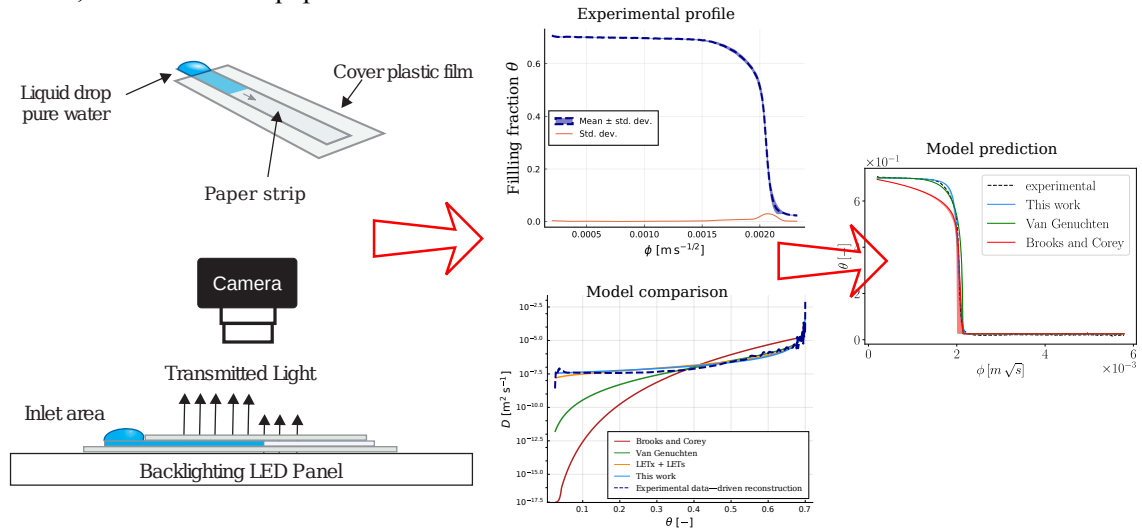 Liquid drop
pure water
Cover plastic film
Paper strip
Camera
Transmitted Light
Inlet area
Backlighting LED Panel
Experimental profile
Fillling fraction θ
0.6
0.4
0.2
0.0
Mean ± std. dev.
Std. dev.
0.0005 0.0010 0.0015 0.0020
ϕ [m s⁻¹/²]
Model comparison
D [m² s⁻¹]
10⁻²·⁵
10⁻⁵·⁰
10⁻⁷·⁵
10⁻¹⁰·⁰
10⁻¹²·⁵
10⁻¹⁵·⁰
10⁻¹⁷·⁵
Brooks and Corey
Van Genuchten
LETx + LETs
This work
Experimental data—driven reconstruction
0.1 0.2 0.3 0.4 0.5 0.6 0.7
θ [−]
Model prediction
×10⁻¹
θ [−]
6
4
2
0
experimental
This work
Van Genuchten
Brooks and Corey
0 2 4 6
ϕ [m √s]
×10⁻³